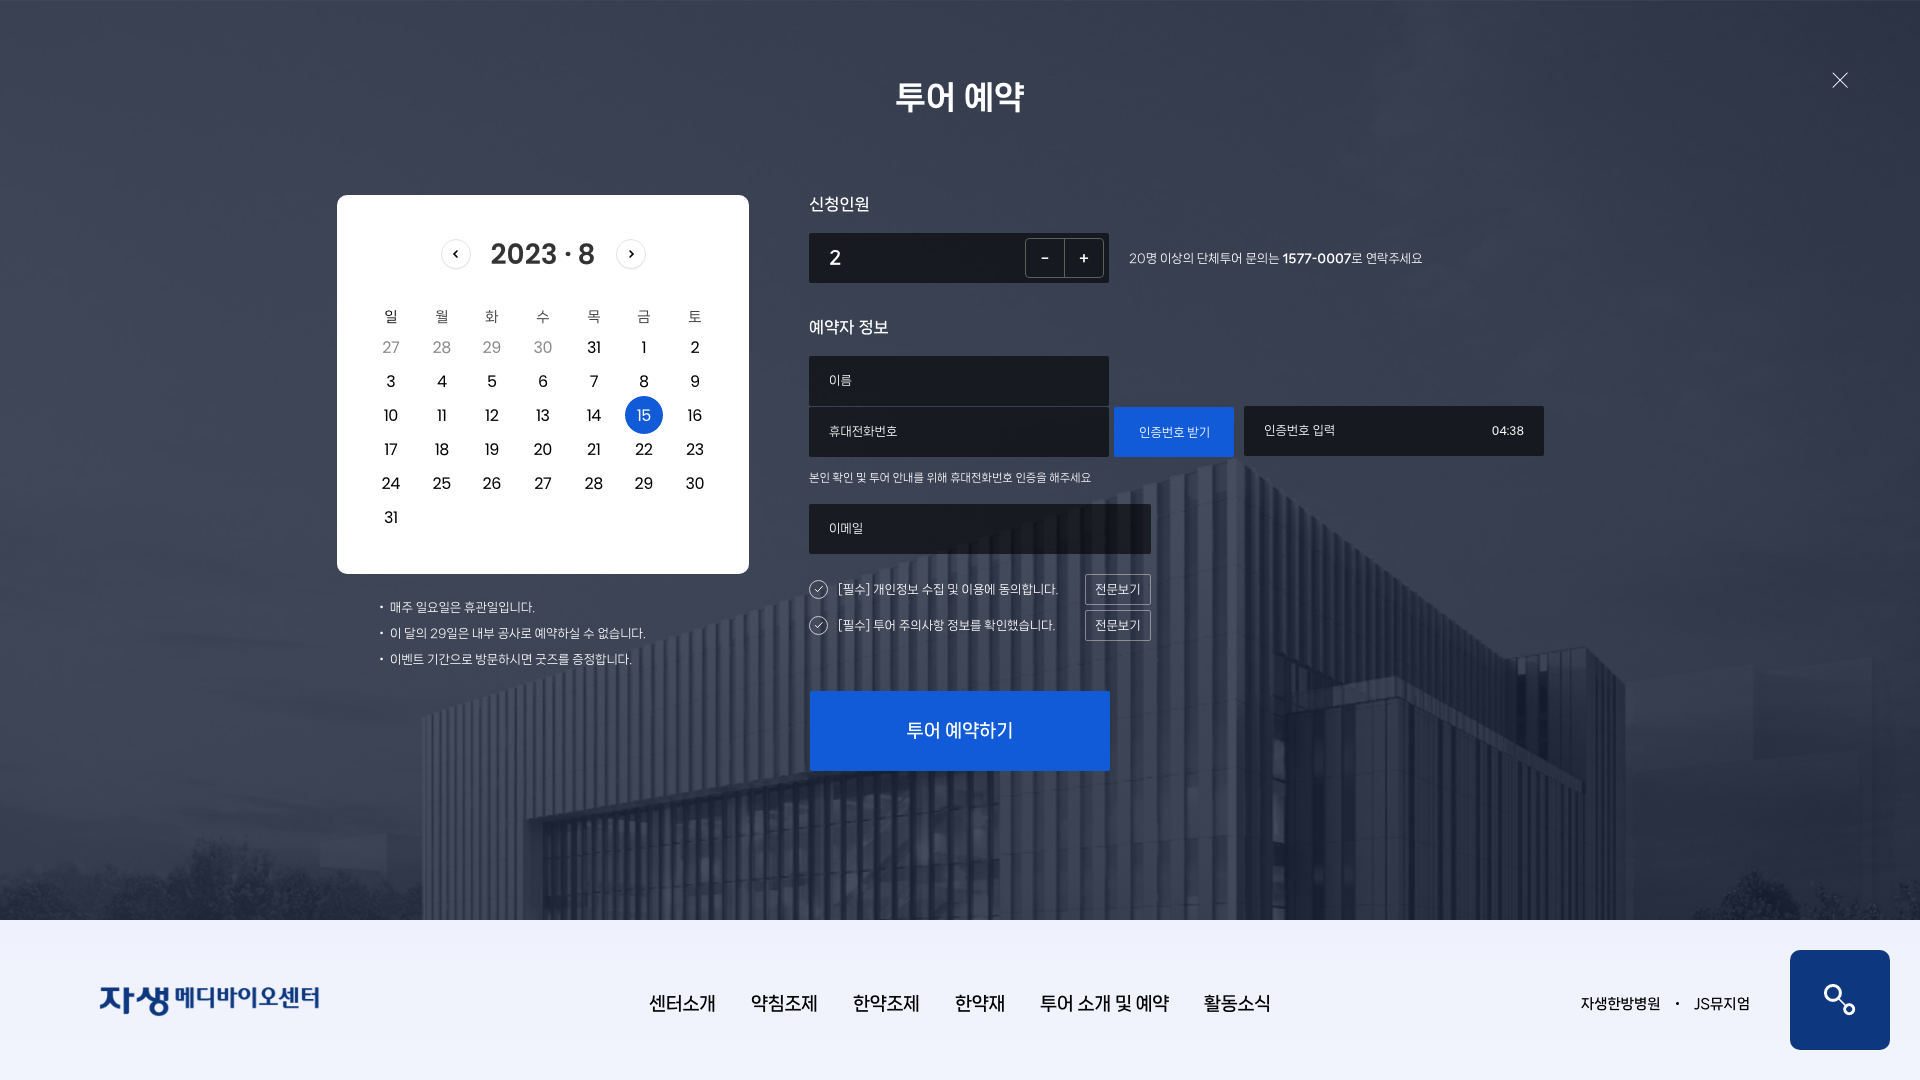 투어 예약
2023 · 8
일 월 화 수 목 금 토
27 28 29 30 31 1 2
3 4 5 6 7 8 9
10 11 12 13 14 15 16
17 18 19 20 21 22 23
24 25 26 27 28 29 30
31
• 매주 일요일은 휴관일입니다.
• 이 달의 29일은 내부 공사로 예약하실 수 없습니다.
• 이벤트 기간으로 방문하시면 굿즈를 증정합니다.
신청인원
2 - +
20명 이상의 단체투어 문의는 1577-0007로 연락주세요
예약자 정보
이름
휴대전화번호
인증번호 받기
인증번호 입력 04:38
본인 확인 및 투어 안내를 위해 휴대전화번호 인증을 해주세요
이메일
[필수] 개인정보 수집 및 이용에 동의합니다. 전문보기
[필수] 투어 주의사항 정보를 확인했습니다. 전문보기
투어 예약하기
자생 메디바이오센터
센터소개 약침조제 한약조제 한약재 투어 소개 및 예약 활동소식
자생한방병원 • JS뮤지엄